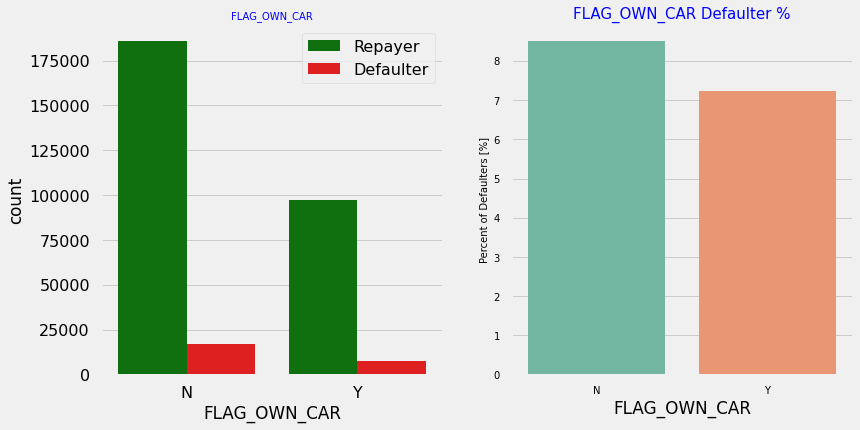 FLAG_OWN_CAR
Repayer
Defaulter
175000
150000
125000
100000
75000
50000
25000
0
count
N Y
FLAG_OWN_CAR
FLAG_OWN_CAR Defaulter %
8
7
6
5
4
3
2
1
0
Percent of Defaulters [%]
N Y
FLAG_OWN_CAR